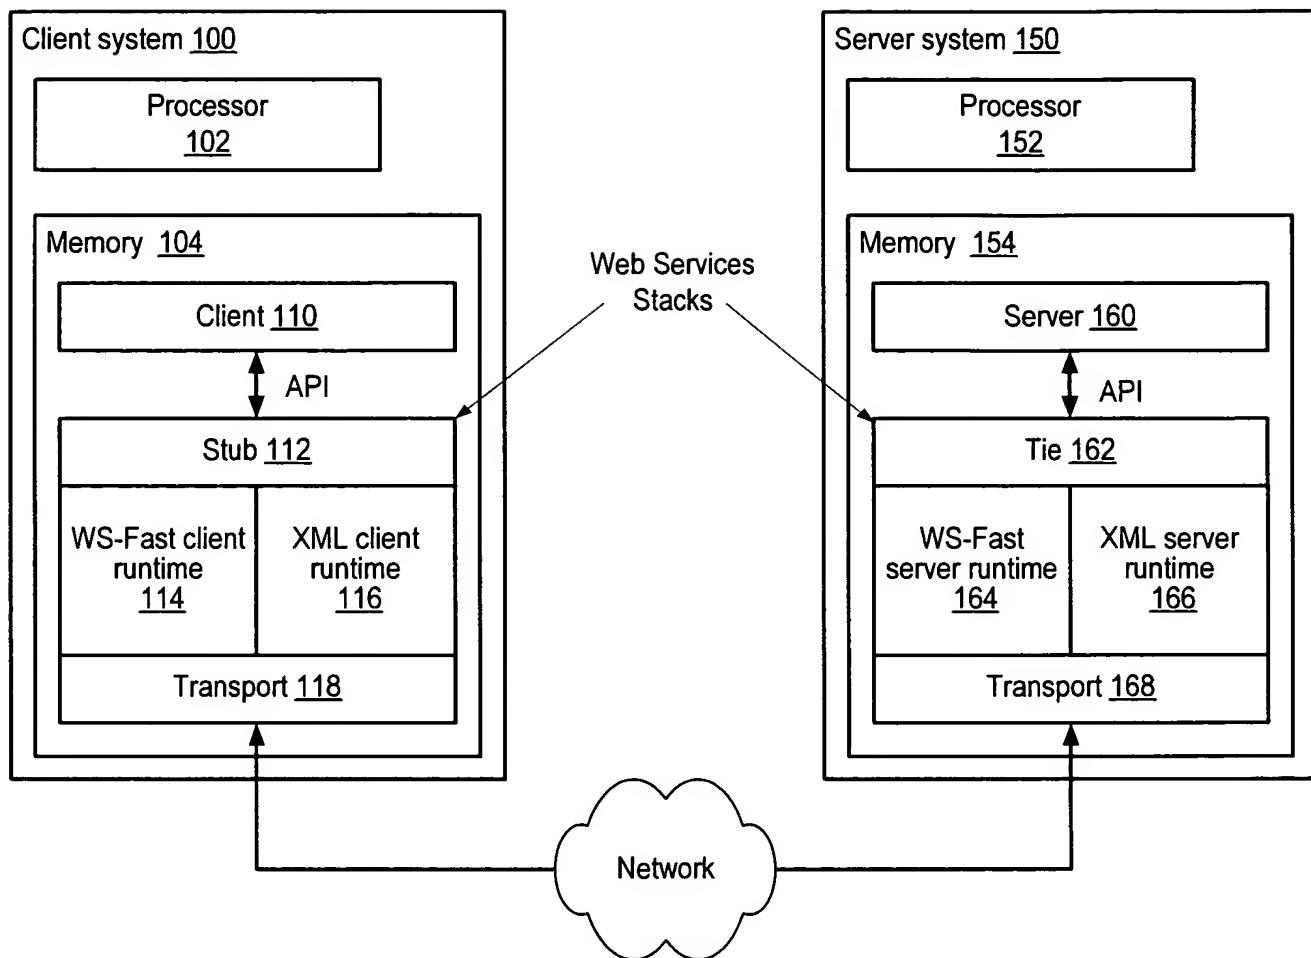 Client system 100
Processor
102
Memory 104
Client 110
API
Stub 112
WS-Fast client
runtime
114
XML client
runtime
116
Transport 118
Web Services
Stacks
Server system 150
Processor
152
Memory 154
Server 160
API
Tie 162
WS-Fast
server runtime
164
XML server
runtime
166
Transport 168
Network